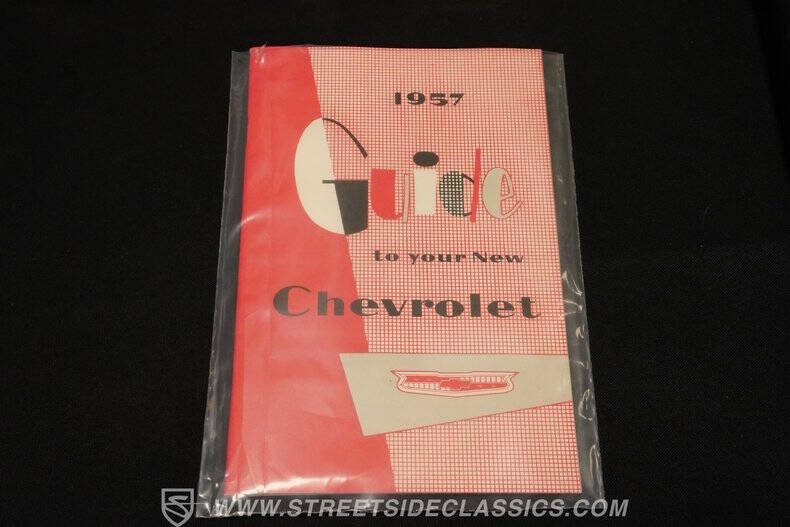 1957
Guide
to your New
Chevrolet
WWW.STREETSIDECLASSICS.COM